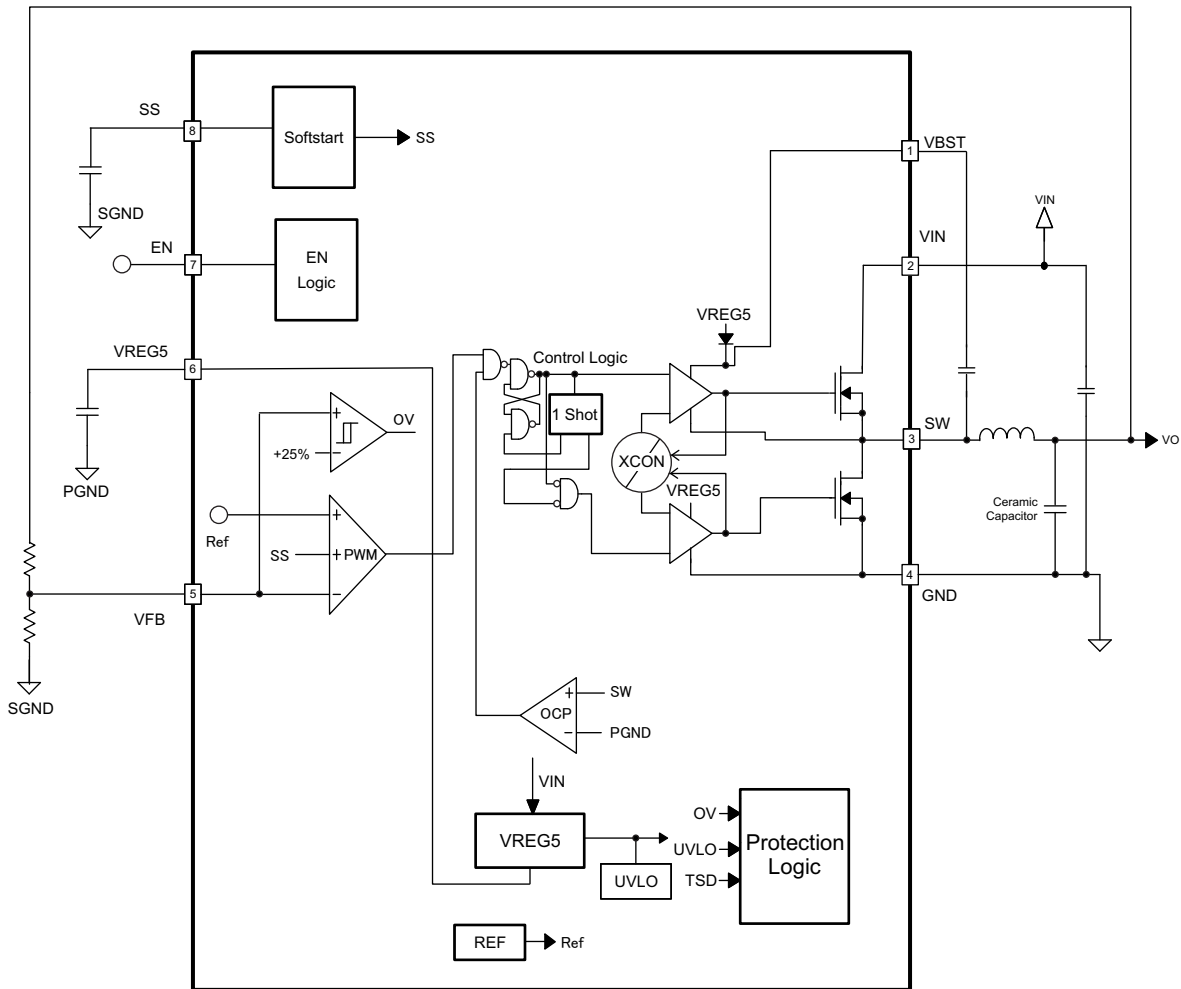 SS
8
Softstart
SS
SGND
1
VBST
VIN
EN
7
EN
Logic
VIN
2
VREG5
6
VREG5
Control Logic
1 Shot
+
OV
+25%
−
PGND
XCON
SW
3
VO
VREG5
Ceramic
Capacitor
Ref
+
SS
+
PWM
−
5
VFB
4
GND
SGND
+
SW
OCP
−
PGND
VIN
VREG5
UVLO
OV
UVLO
TSD
Protection
Logic
REF
Ref